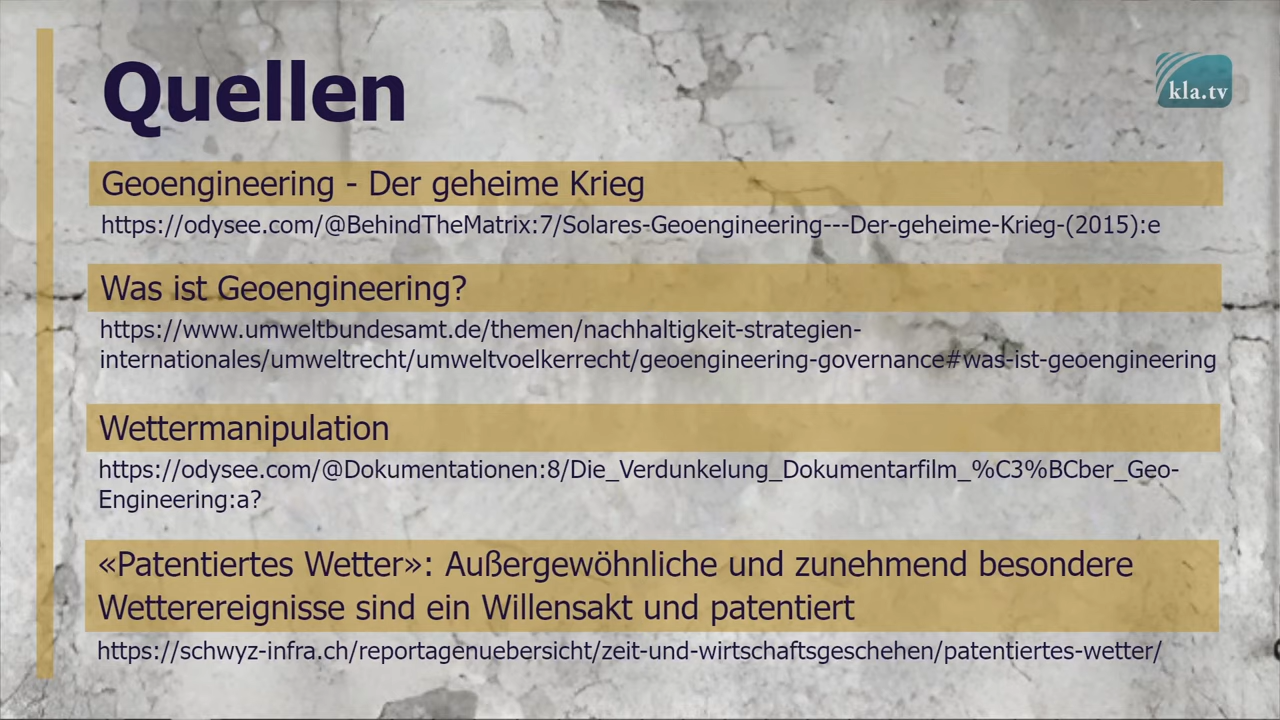 Quellen
kla.tv
Geoengineering - Der geheime Krieg
https://odysee.com/@BehindTheMatrix:7/Solares-Geoengineering---Der-geheime-Krieg-(2015):e
Was ist Geoengineering?
https://www.umweltbundesamt.de/themen/nachhaltigkeit-strategien-
internationales/umweltrecht/umweltvoelkerrecht/geoengineering-governance#was-ist-geoengineering
Wettermanipulation
https://odysee.com/@Dokumentationen:8/Die_Verdunkelung_Dokumentarfilm_%C3%BCber_Geo-
Engineering:a?
«Patentiertes Wetter»: Außergewöhnliche und zunehmend besondere
Wetterereignisse sind ein Willensakt und patentiert
https://schwyz-infra.ch/reportagenuebersicht/zeit-und-wirtschaftsgeschehen/patentiertes-wetter/